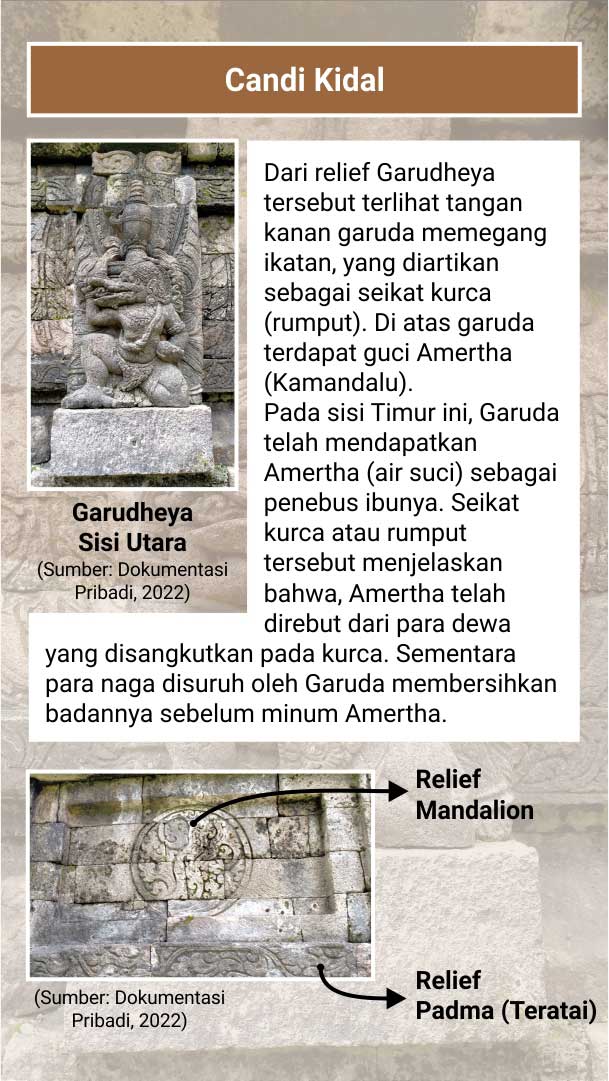 Candi Kidal
Dari relief Garudheya
tersebut terlihat tangan
kanan garuda memegang
ikatan, yang diartikan
sebagai seikat kurca
(rumput). Di atas garuda
terdapat guci Amertha
(Kamandalu).
Pada sisi Timur ini, Garuda
telah mendapatkan
Amertha (air suci) sebagai
penebus ibunya. Seikat
kurca atau rumput
tersebut menjelaskan
bahwa, Amertha telah
direbut dari para dewa
yang disangkutkan pada kurca. Sementara
para naga disuruh oleh Garuda membersihkan
badannya sebelum minum Amertha.
Garudheya
Sisi Utara
(Sumber: Dokumentasi
Pribadi, 2022)
Relief
Mandalion
Relief
Padma (Teratai)
(Sumber: Dokumentasi
Pribadi, 2022)